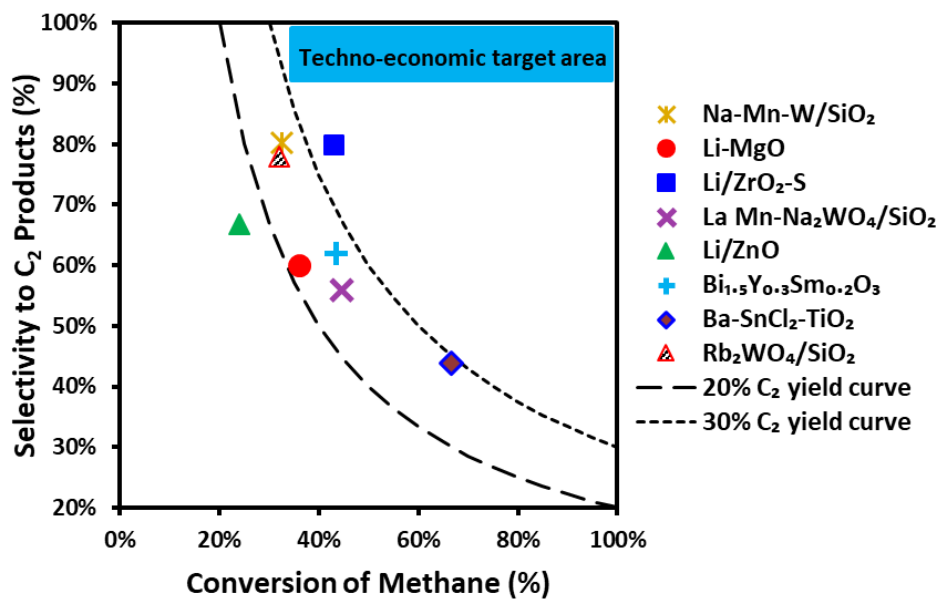 100%
90%
80%
70%
60%
50%
40%
30%
20%
Selectivity to C₂ Products (%)
Techno-economic target area
0%
20%
40%
60%
80%
100%
Conversion of Methane (%)
Na-Mn-W/SiO₂
Li-MgO
Li/ZrO₂-S
La Mn-Na₂WO₄/SiO₂
Li/ZnO
Bi₁.₅Y₀.₃Sm₀.₂O₃
Ba-SnCl₂-TiO₂
Rb₂WO₄/SiO₂
20% C₂ yield curve
30% C₂ yield curve